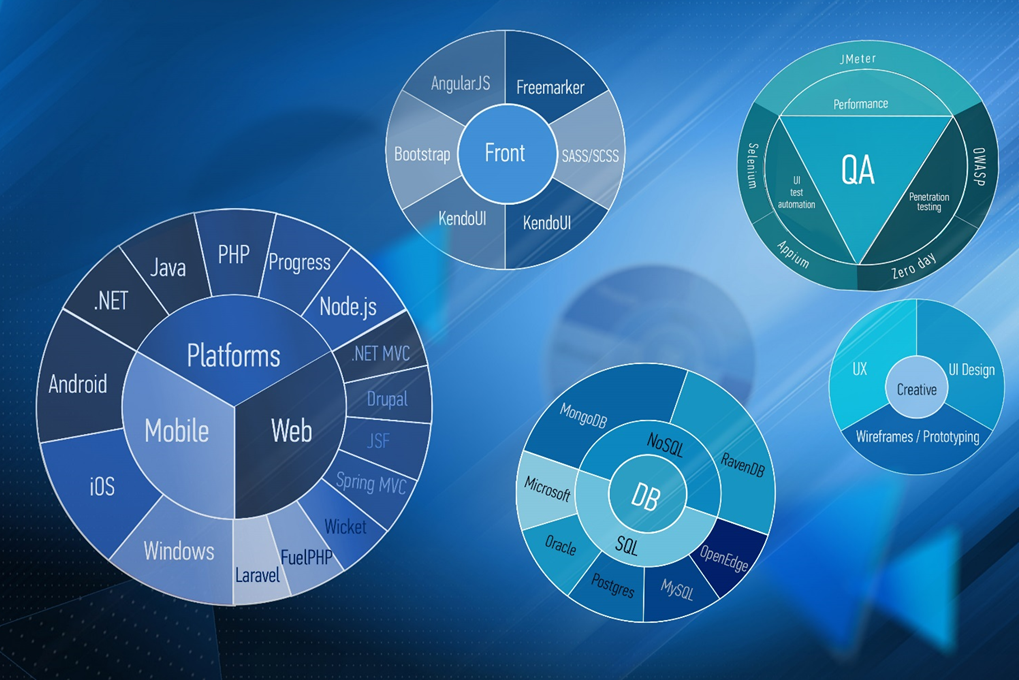 AngularJS
Freemarker
Bootstrap
Front
SASS/SCSS
KendoUI
KendoUI
JMeter
Performance
Selenium
QA
OWASP
UI
test
automation
Penetration
testing
Appium
Zero day
PHP
Java
Progress
.NET
Node.js
Platforms
.NET MVC
Android
Drupal
Mobile
Web
JSF
iOS
Spring MVC
Wicket
Windows
FuelPHP
Laravel
UX
UI Design
Creative
Wireframes / Prototyping
MongoDB
NoSQL
RavenDB
Microsoft
DB
Oracle
SQL
OpenEdge
Postgres
MySQL